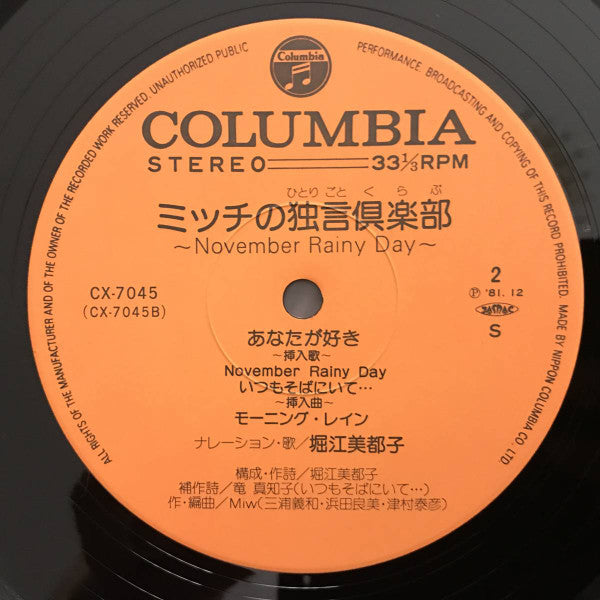 Columbia
ALL RIGHTS OF THE MANUFACTURER AND OF THE OWNER OF THE RECORDED WORK RESERVED. UNAUTHORIZED PUBLIC PERFORMANCE, BROADCASTING AND COPYING OF THIS RECORD PROHIBITED. MADE BY NIPPON COLUMBIA CO. LTD.
COLUMBIA
STEREO 33⅓RPM
ひとり ごと く ら ぶ
ミッチの独言倶楽部
～November Rainy Day～
CX-7045
(CX-7045B)
2
Ⓟ '81. 12
JASRAC
S
あなたが好き
～挿入歌～
November Rainy Day
いつもそばにいて…
～挿入曲～
モーニング・レイン
ナレーション・歌／堀江美都子
構成・作詩／堀江美都子
補作詩／竜 真知子(いつもそばにいて…)
作・編曲／Miw(三浦義和・浜田良美・津村泰彦)